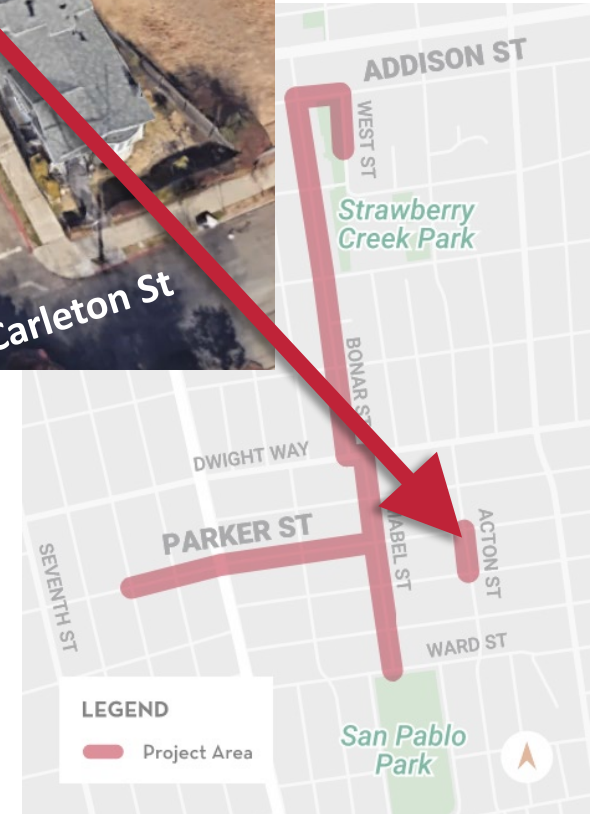 ADDISON ST
WEST ST
Strawberry
Creek Park
Carleton St
BONAR ST
DWIGHT WAY
PARKER ST
ACTON ST
SEVENTH ST
WARD ST
LEGEND
Project Area
San Pablo
Park